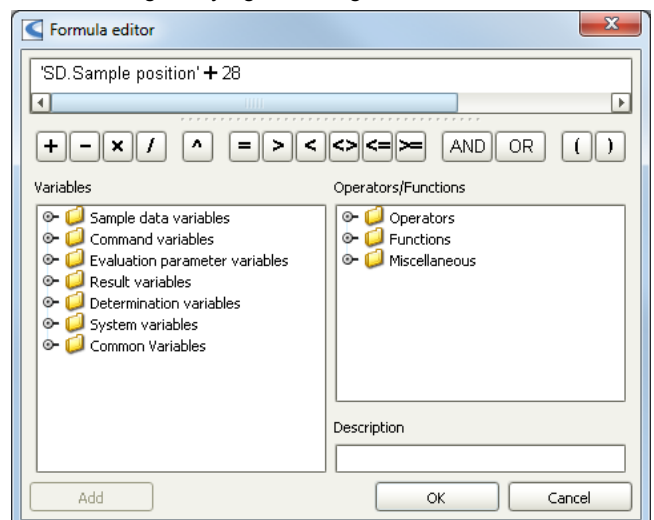 Formula editor
'SD.Sample position' + 28
+ - × / ^ = > < <> <= >= AND OR ( )
Variables
Sample data variables
Command variables
Evaluation parameter variables
Result variables
Determination variables
System variables
Common Variables
Operators/Functions
Operators
Functions
Miscellaneous
Description
Add
OK
Cancel